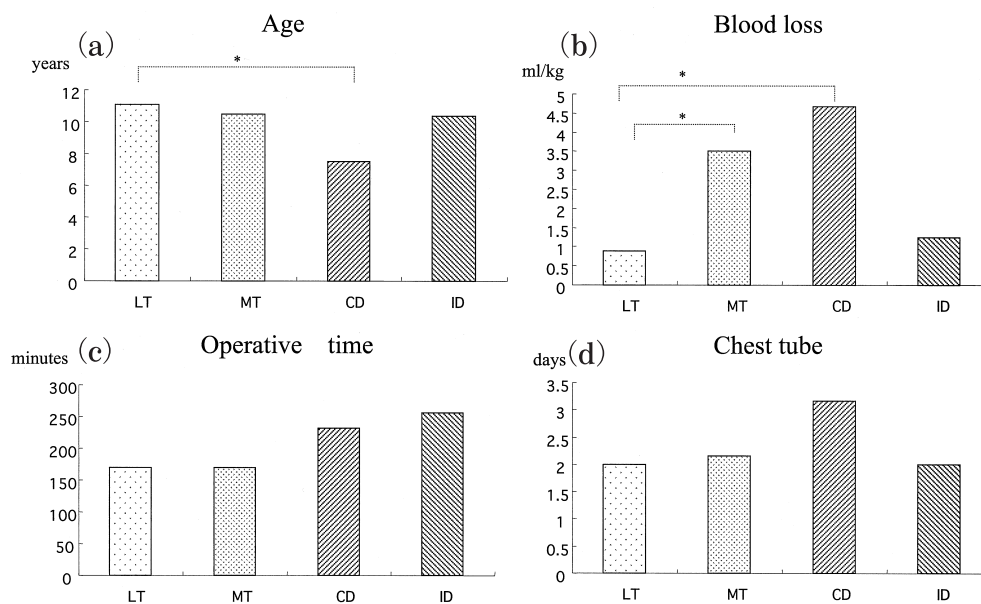 (a)
Age
years
*
12
10
8
6
4
2
0
LT MT CD ID
(b)
Blood loss
ml/kg
*
*
5
4.5
4
3.5
3
2.5
2
1.5
1
0.5
0
LT MT CD ID
minutes (c)
Operative time
300
250
200
150
100
50
0
LT MT CD ID
days (d)
Chest tube
3.5
3
2.5
2
1.5
1
0.5
0
LT MT CD ID